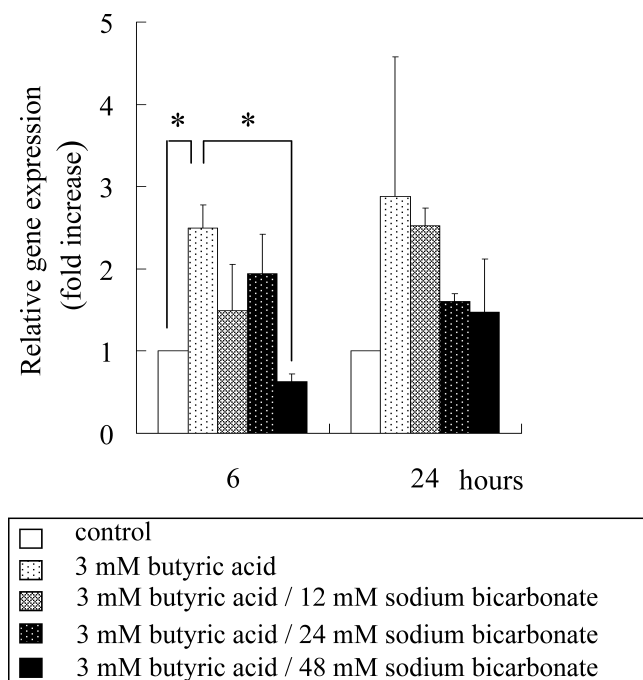 5
4
3
2
1
0
Relative gene expression
(fold increase)
* *
6 24 hours
control
3 mM butyric acid
3 mM butyric acid / 12 mM sodium bicarbonate
3 mM butyric acid / 24 mM sodium bicarbonate
3 mM butyric acid / 48 mM sodium bicarbonate